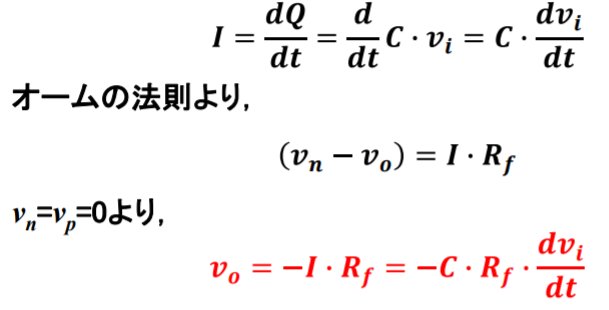 I = dQ/dt = d/dt C · v_i = C · dv_i/dt
オームの法則より,
(v_n − v_o) = I · R_f
v_n=v_p=0より,
v_o = −I · R_f = −C · R_f · dv_i/dt